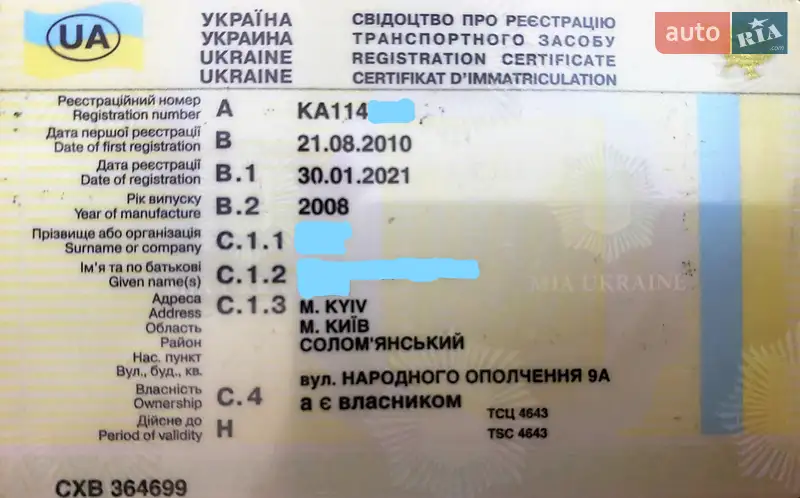 UA
УКРАЇНА
УКРАИНА
UKRAINE
UKRAINE
СВІДОЦТВО ПРО РЕЄСТРАЦІЮ
ТРАНСПОРТНОГО ЗАСОБУ
REGISTRATION CERTIFICATE
CERTIFIKAT D'IMMATRICULATION
auto RIA .com
Реєстраційний номер
Registration number A KA114
Дата першої реєстрації
Date of first registration B 21.08.2010
Дата реєстрації
Date of registration B.1 30.01.2021
Рік випуску
Year of manufacture B.2 2008
Прізвище або організація
Surname or company C.1.1
Ім'я та по батькові
Given name(s) C.1.2
Адреса
Address C.1.3 М. KYIV
Область М. КИЇВ
Район СОЛОМ'ЯНСЬКИЙ
Нас. пункт
Вул., буд., кв. вул. НАРОДНОГО ОПОЛЧЕННЯ 9А
Власність
Ownership C.4 а є власником
Дійсне до ТСЦ 4643
Period of validity H TSC 4643
MIA UKRAINE
СХВ 364699